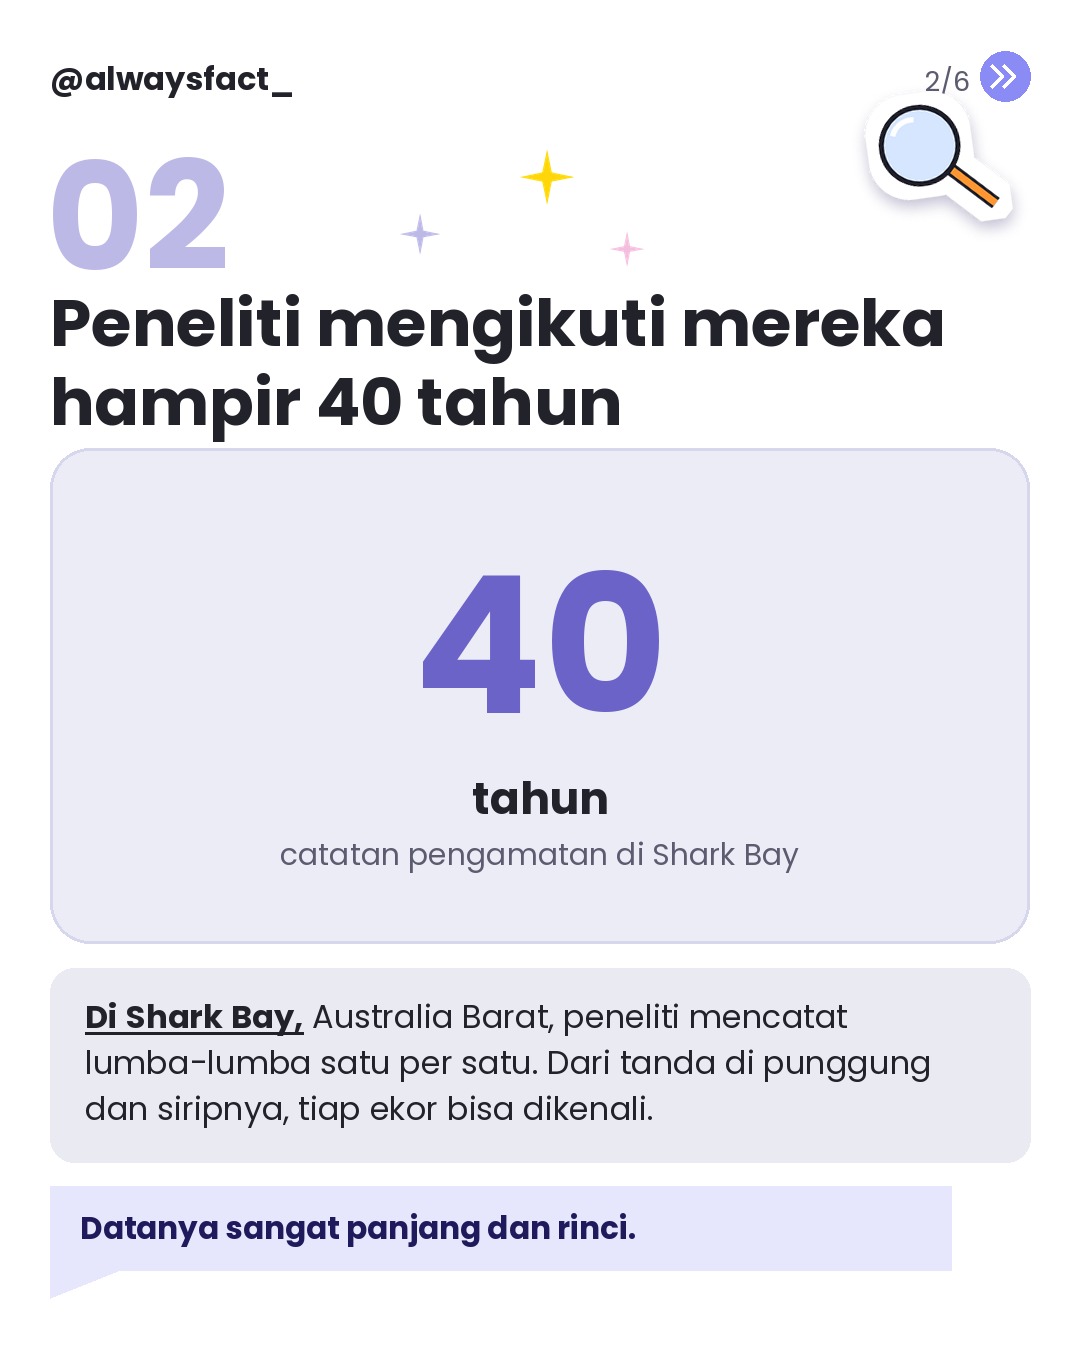 @alwaysfact_
2/6
02
Peneliti mengikuti mereka
hampir 40 tahun
40
tahun
catatan pengamatan di Shark Bay
Di Shark Bay, Australia Barat, peneliti mencatat
lumba-lumba satu per satu. Dari tanda di punggung
dan siripnya, tiap ekor bisa dikenali.
Datanya sangat panjang dan rinci.